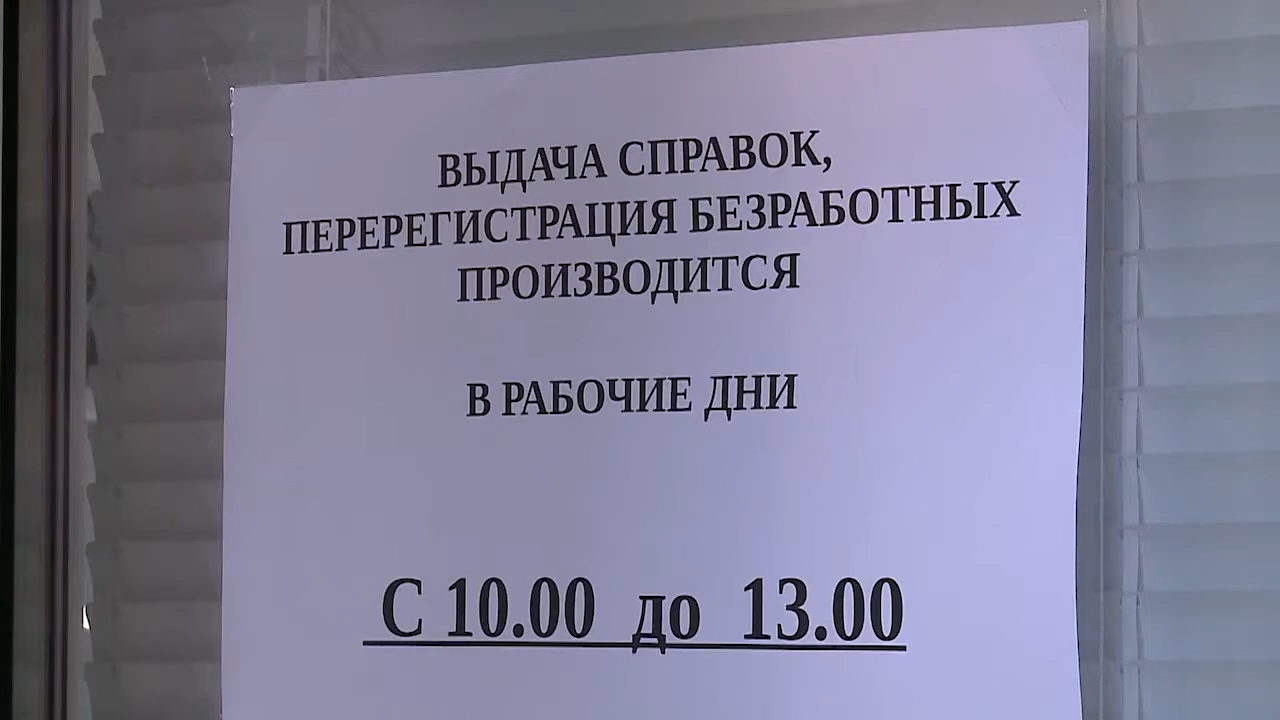 ВЫДАЧА СПРАВОК,
ПЕРЕРЕГИСТРАЦИЯ БЕЗРАБОТНЫХ
ПРОИЗВОДИТСЯ
В РАБОЧИЕ ДНИ
С 10.00 до 13.00